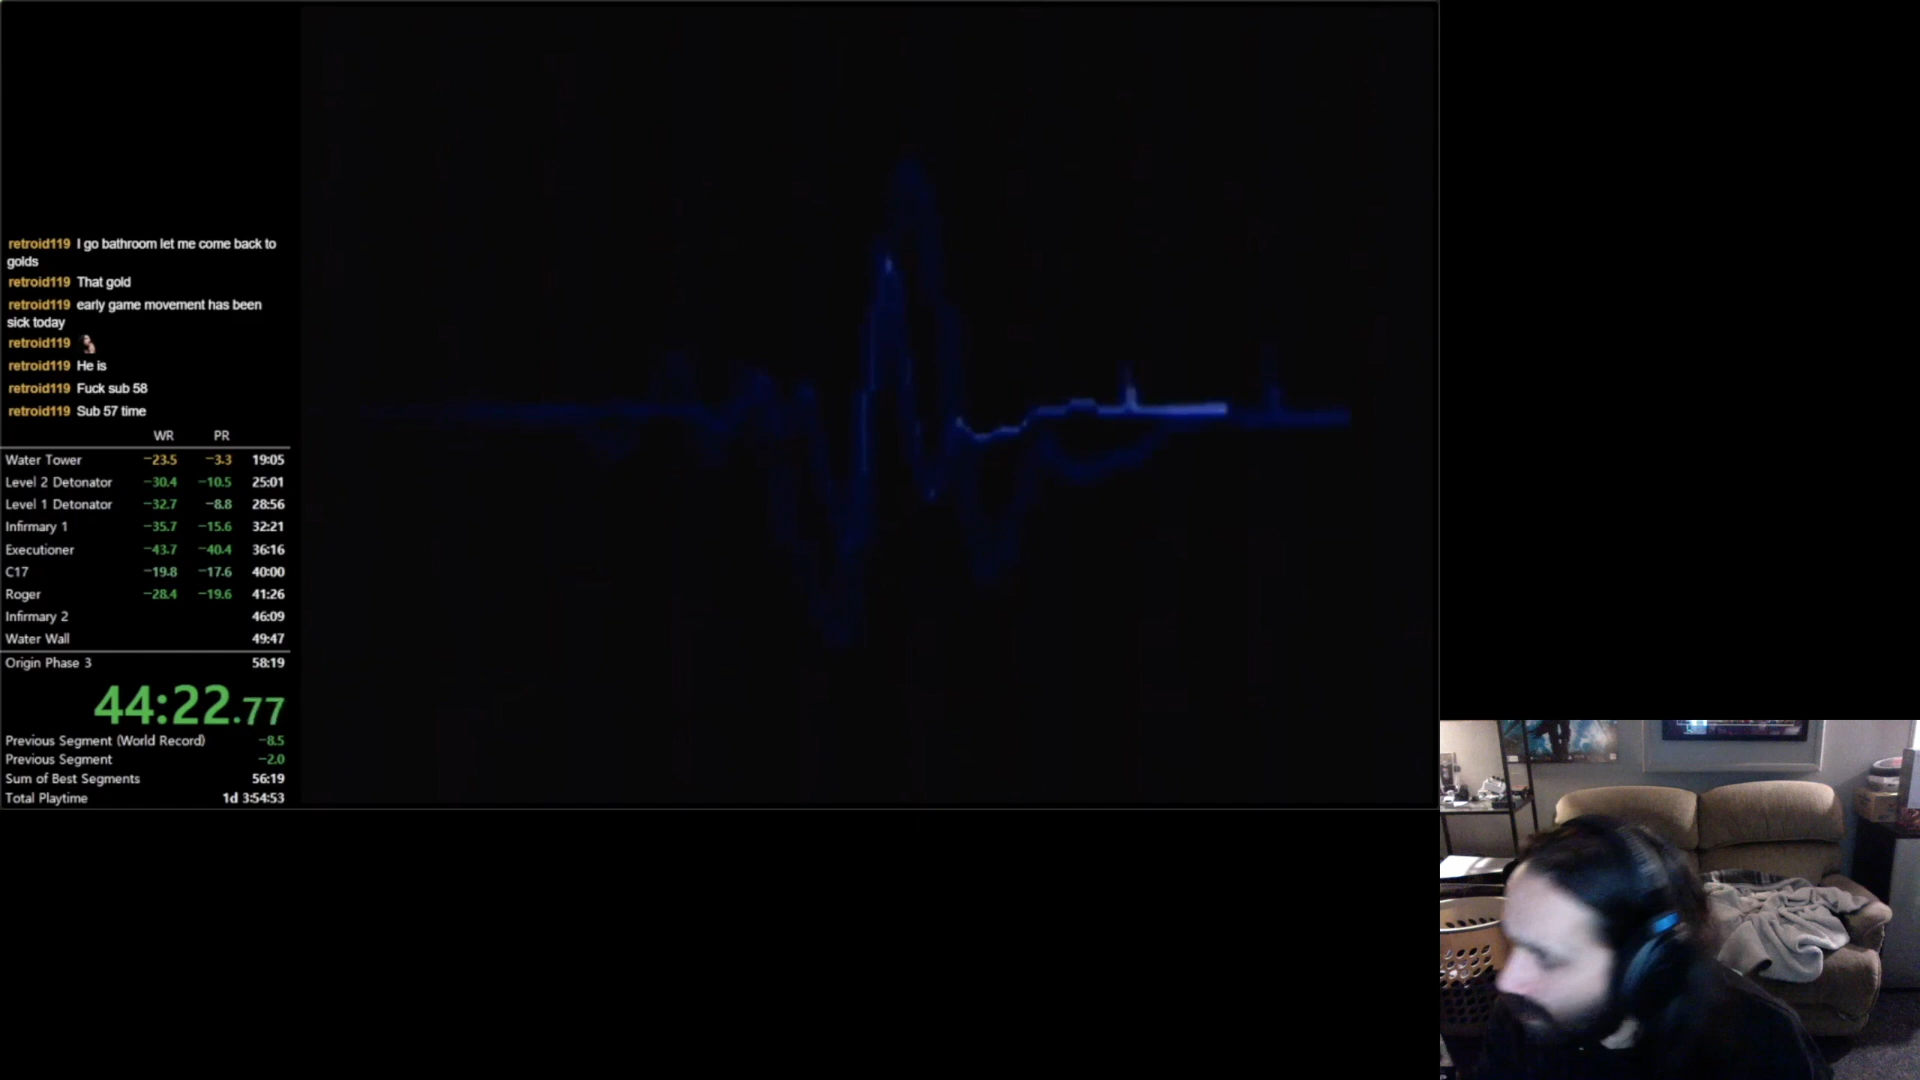 retroid119 I go bathroom let me come back to
golds
retroid119 That gold
retroid119 early game movement has been
sick today
retroid119
retroid119 He is
retroid119 Fuck sub 58
retroid119 Sub 57 time
WR PR
Water Tower −23.5 −3.3 19:05
Level 2 Detonator −30.4 −10.5 25:01
Level 1 Detonator −32.7 −8.8 28:56
Infirmary 1 −35.7 −15.6 32:21
Executioner −43.7 −40.4 36:16
C17 −19.8 −17.6 40:00
Roger −28.4 −19.6 41:26
Infirmary 2 46:09
Water Wall 49:47
Origin Phase 3 58:19
44:22.77
Previous Segment (World Record) −8.5
Previous Segment −2.0
Sum of Best Segments 56:19
Total Playtime 1d 3:54:53